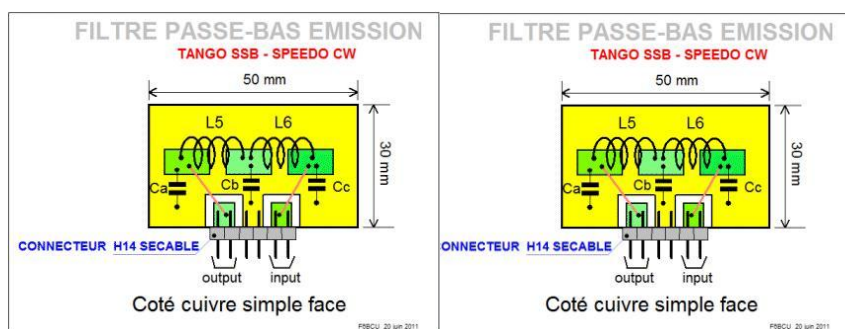 FILTRE PASSE-BAS EMISSION
TANGO SSB - SPEEDO CW
50 mm
L5 L6
30 mm
Ca Cb Cc
CONNECTEUR H14 SECABLE
output input
Coté cuivre simple face
F6BCU 20 juin 2011
FILTRE PASSE-BAS EMISSION
TANGO SSB - SPEEDO CW
50 mm
L5 L6
30 mm
Ca Cb Cc
ONNECTEUR H14 SECABLE
output input
Coté cuivre simple face
F6BCU 20 juin 2011